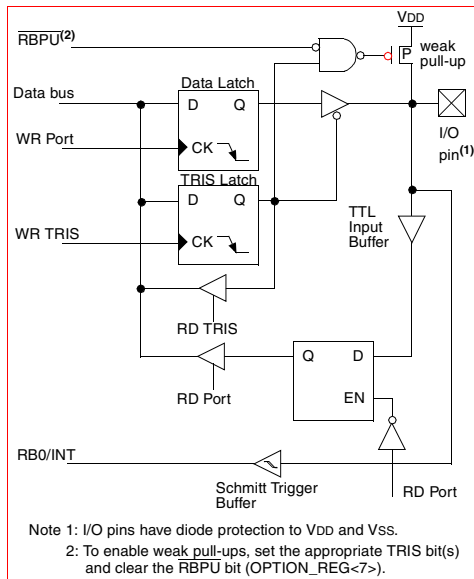 VDD
RBPU(2)
weak
pull-up
P
Data bus
Data Latch
D Q
I/O
pin(1)
WR Port
CK
TRIS Latch
D Q
TTL
Input
Buffer
WR TRIS
CK
RD TRIS
Q D
RD Port
EN
RB0/INT
Schmitt Trigger
Buffer
RD Port
Note 1: I/O pins have diode protection to VDD and VSS.
2: To enable weak pull-ups, set the appropriate TRIS bit(s)
and clear the RBPU bit (OPTION_REG<7>).